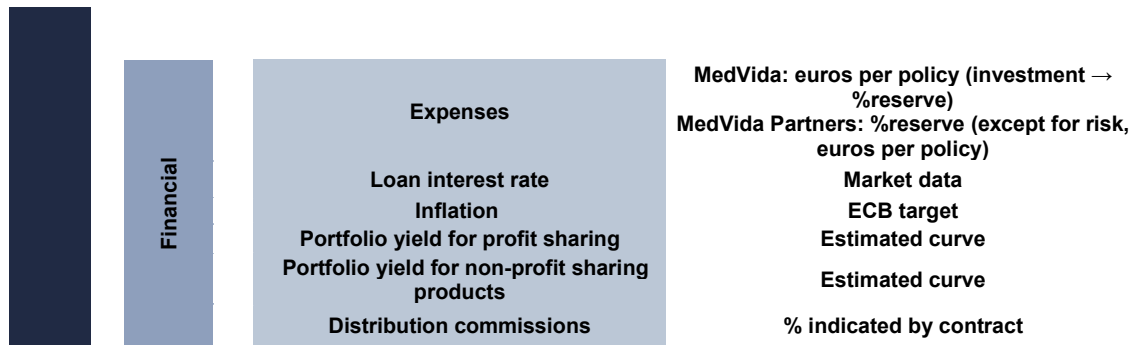 Financial
Expenses
MedVida: euros per policy (investment →
%reserve)
MedVida Partners: %reserve (except for risk,
euros per policy)
Loan interest rate
Market data
Inflation
ECB target
Portfolio yield for profit sharing
Estimated curve
Portfolio yield for non-profit sharing
products
Estimated curve
Distribution commissions
% indicated by contract